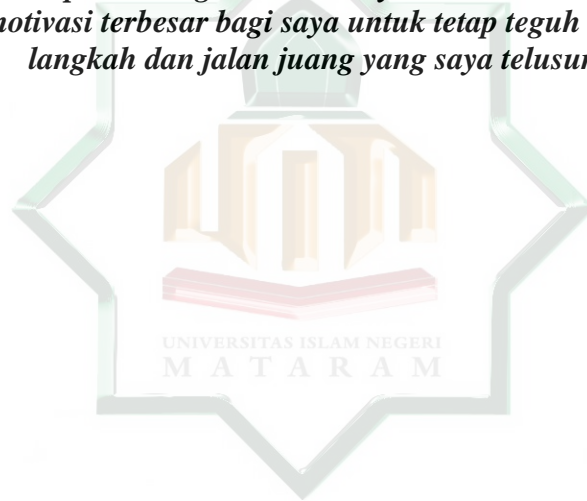 motivasi terbesar bagi saya untuk tetap teguh
langkah dan jalan juang yang saya telusur
UNIVERSITAS ISLAM NEGERI
M A T A R A M